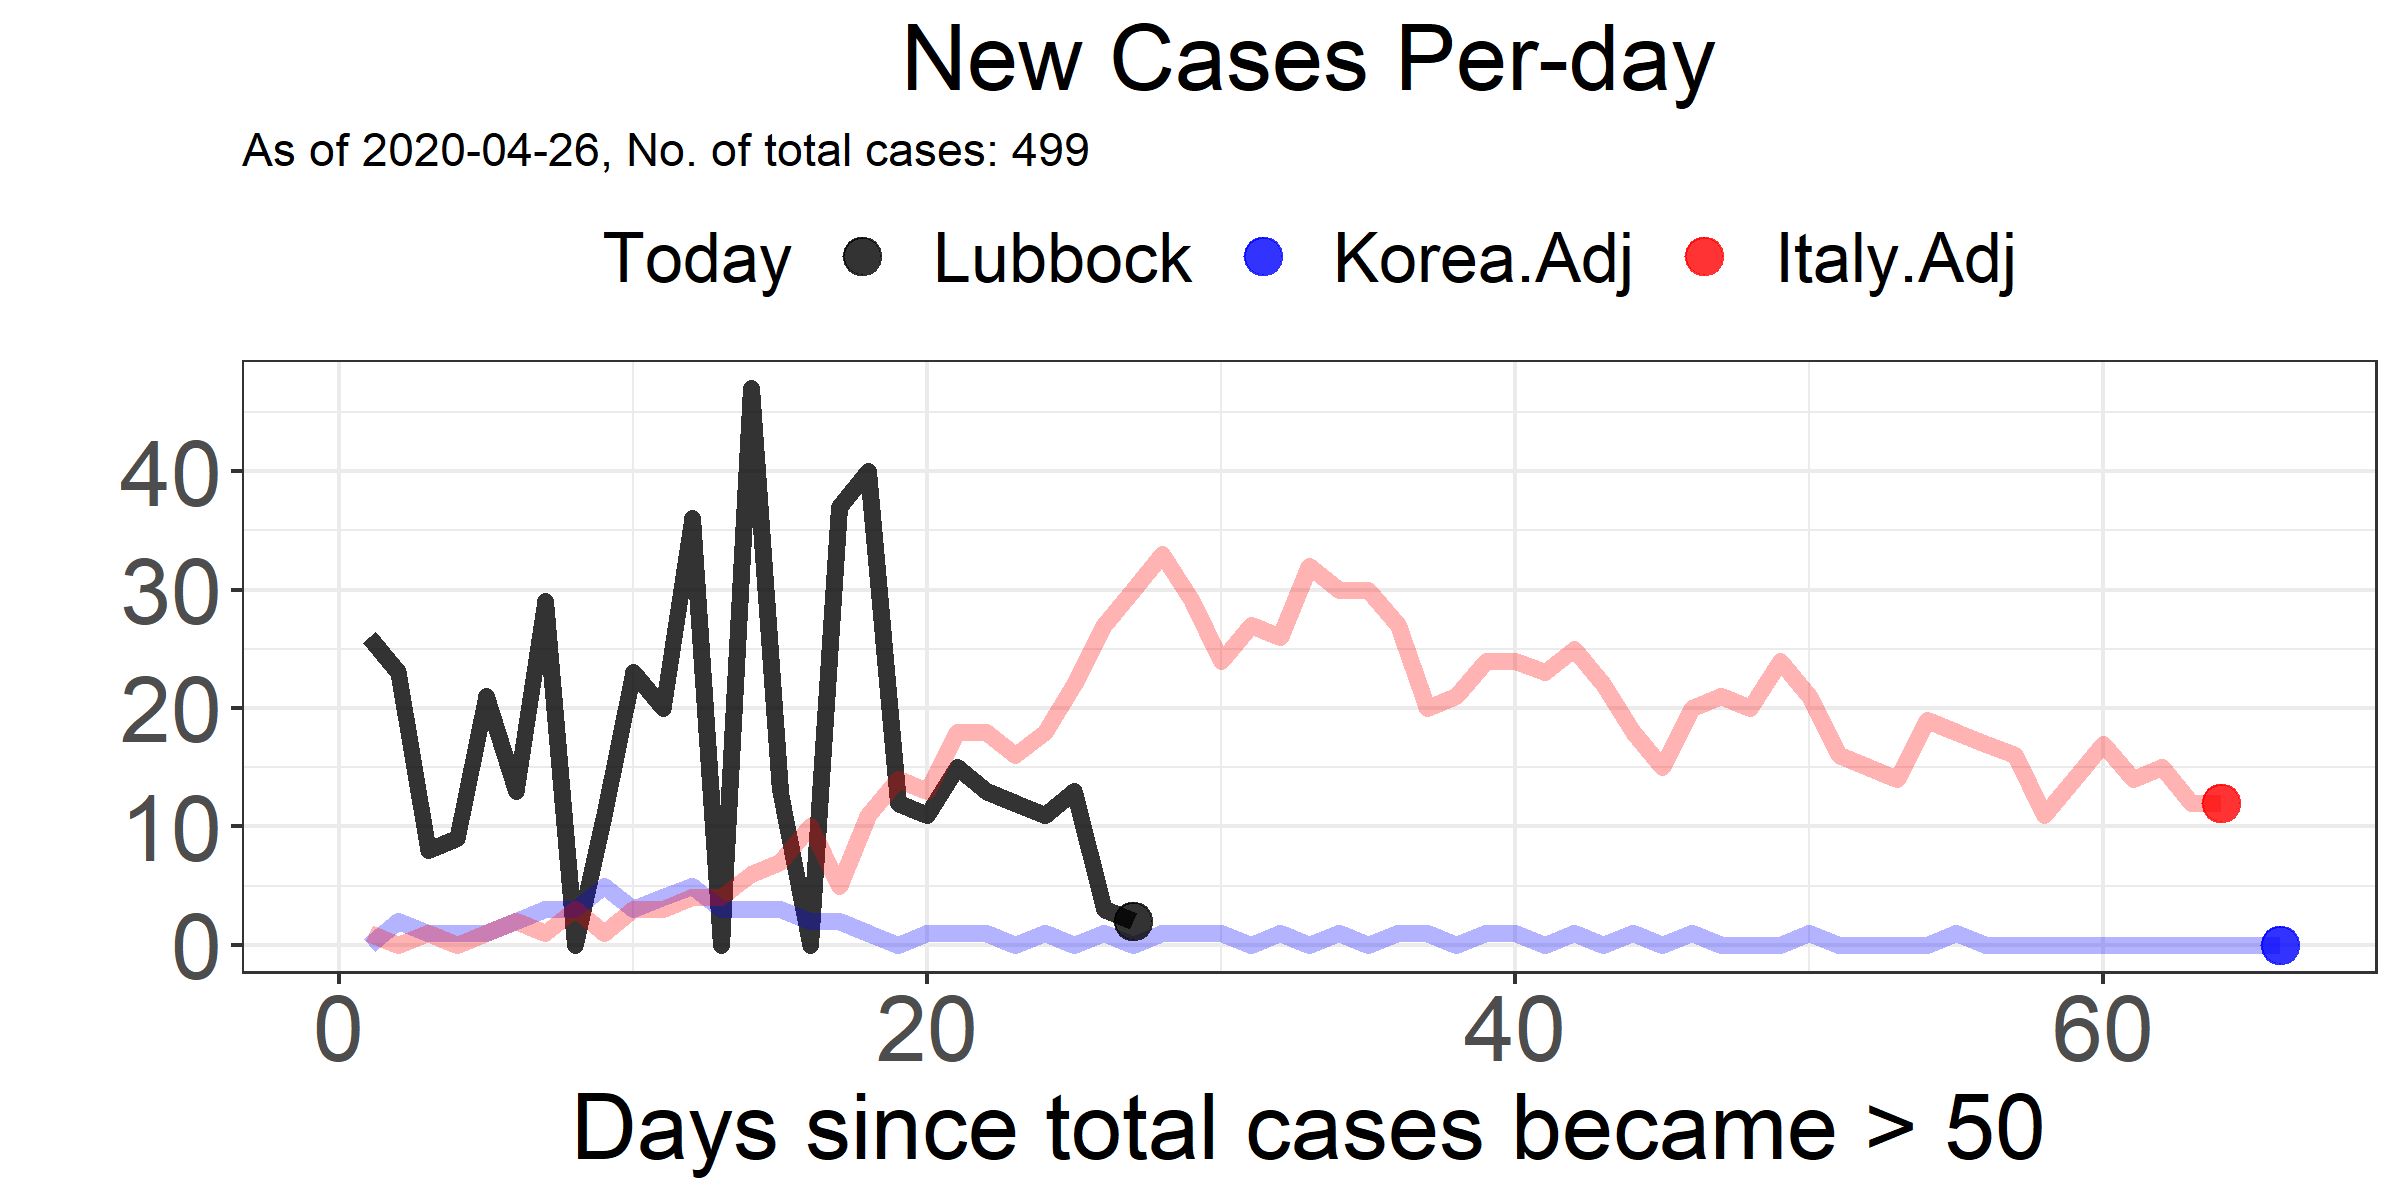 New Cases Per-day
As of 2020-04-26, No. of total cases: 499
Today Lubbock Korea.Adj Italy.Adj
40
30
20
10
0
0 20 40 60
Days since total cases became > 50